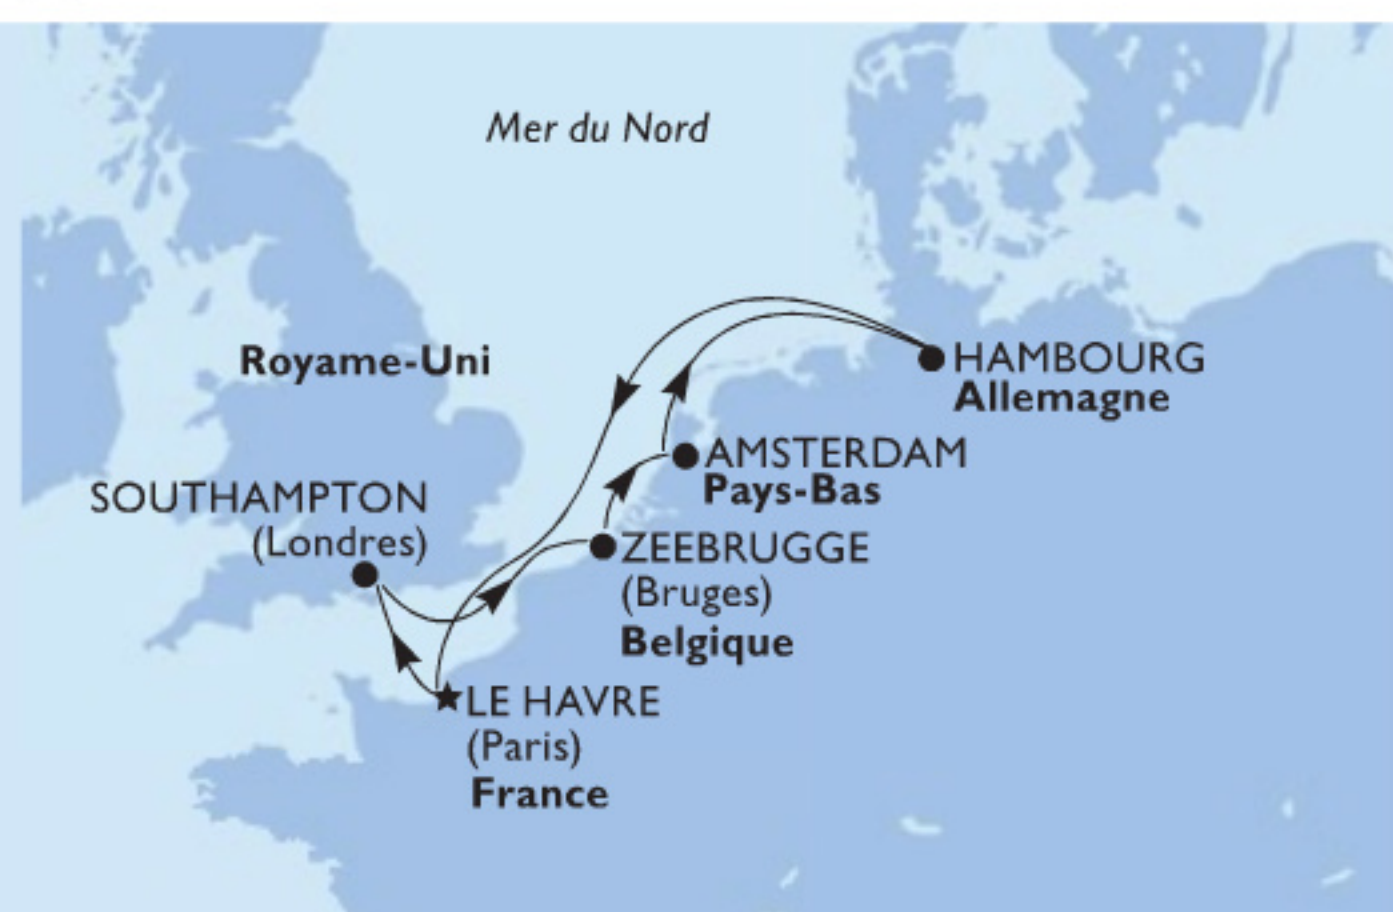 Mer du Nord
Royame-Uni
HAMBOURG
Allemagne
AMSTERDAM
Pays-Bas
SOUTHAMPTON
(Londres)
ZEEBRUGGE
(Bruges)
Belgique
LE HAVRE
(Paris)
France